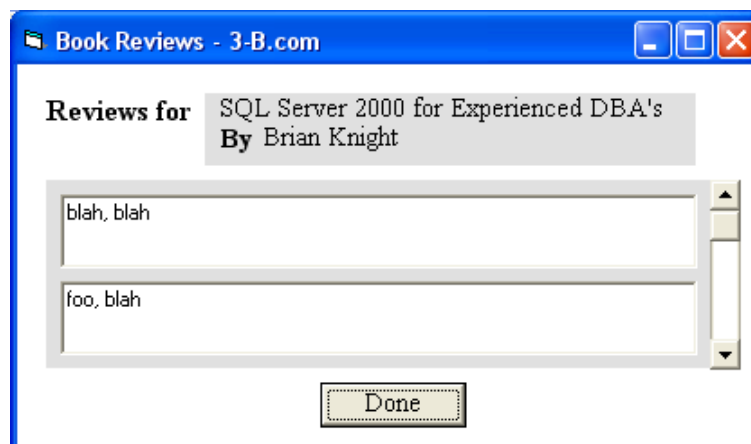 Book Reviews - 3-B.com
Reviews for
SQL Server 2000 for Experienced DBA's
By Brian Knight
blah, blah
foo, blah
Done